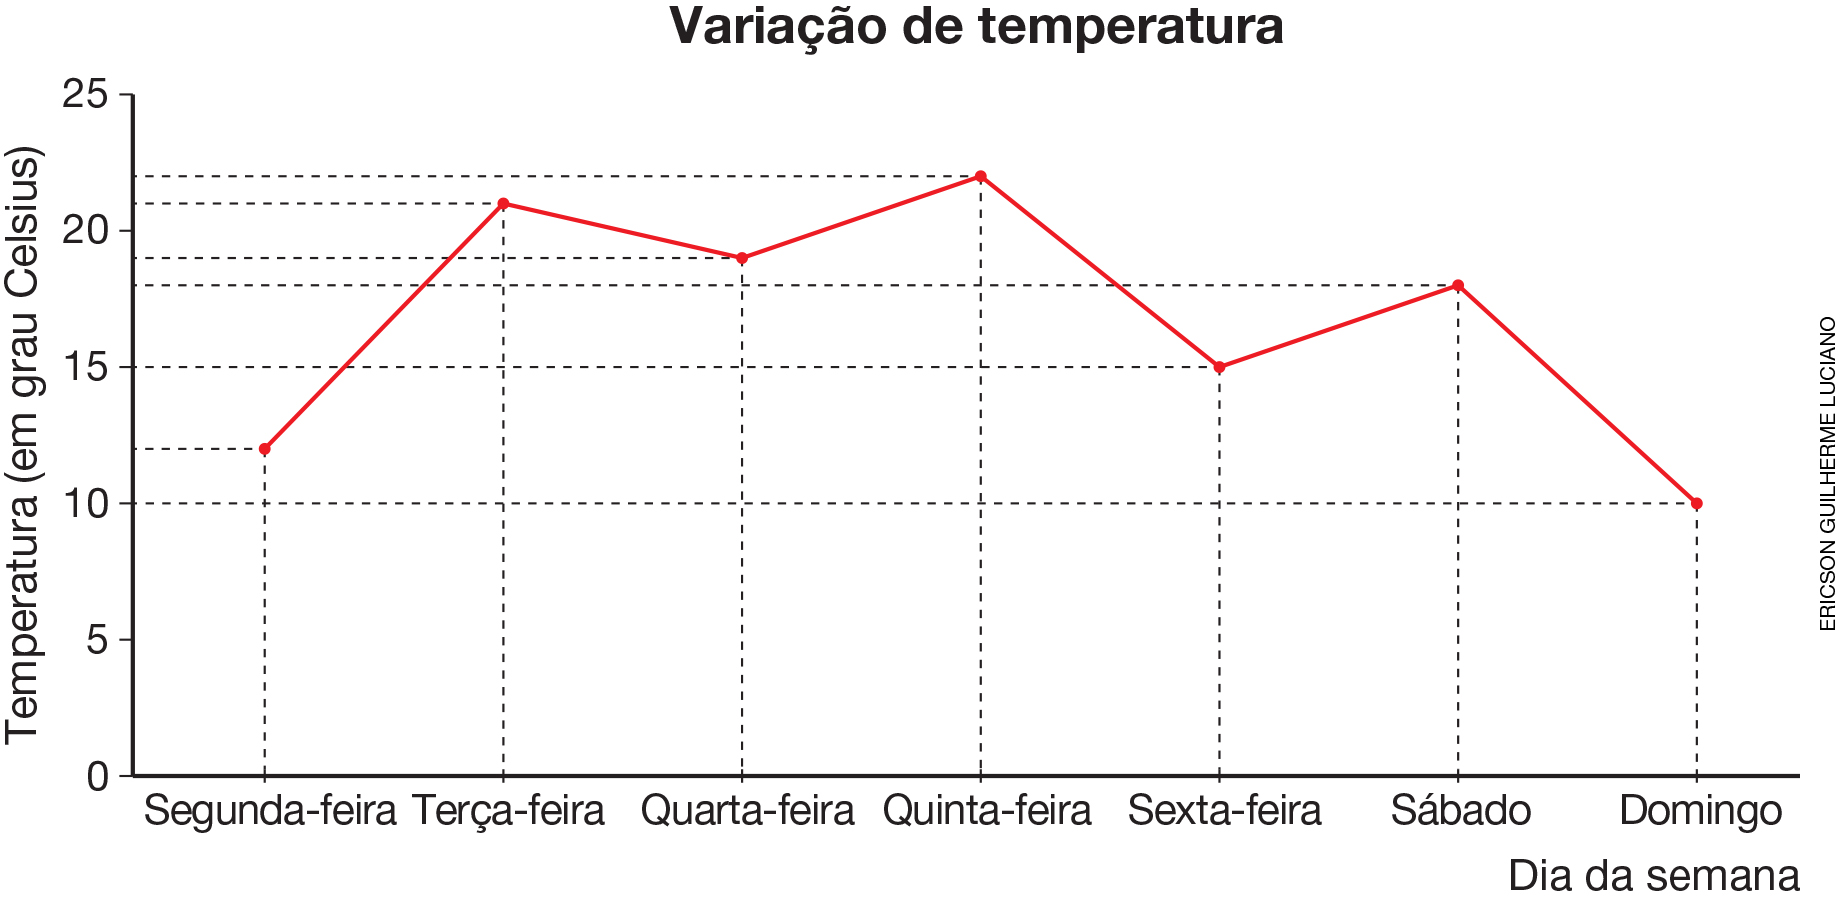 Variação de temperatura
Temperatura (em grau Celsius)
25
20
15
10
5
0
Segunda-feira Terça-feira Quarta-feira Quinta-feira Sexta-feira Sábado Domingo
Dia da semana
ERICSON GUILHERME LUCIANO